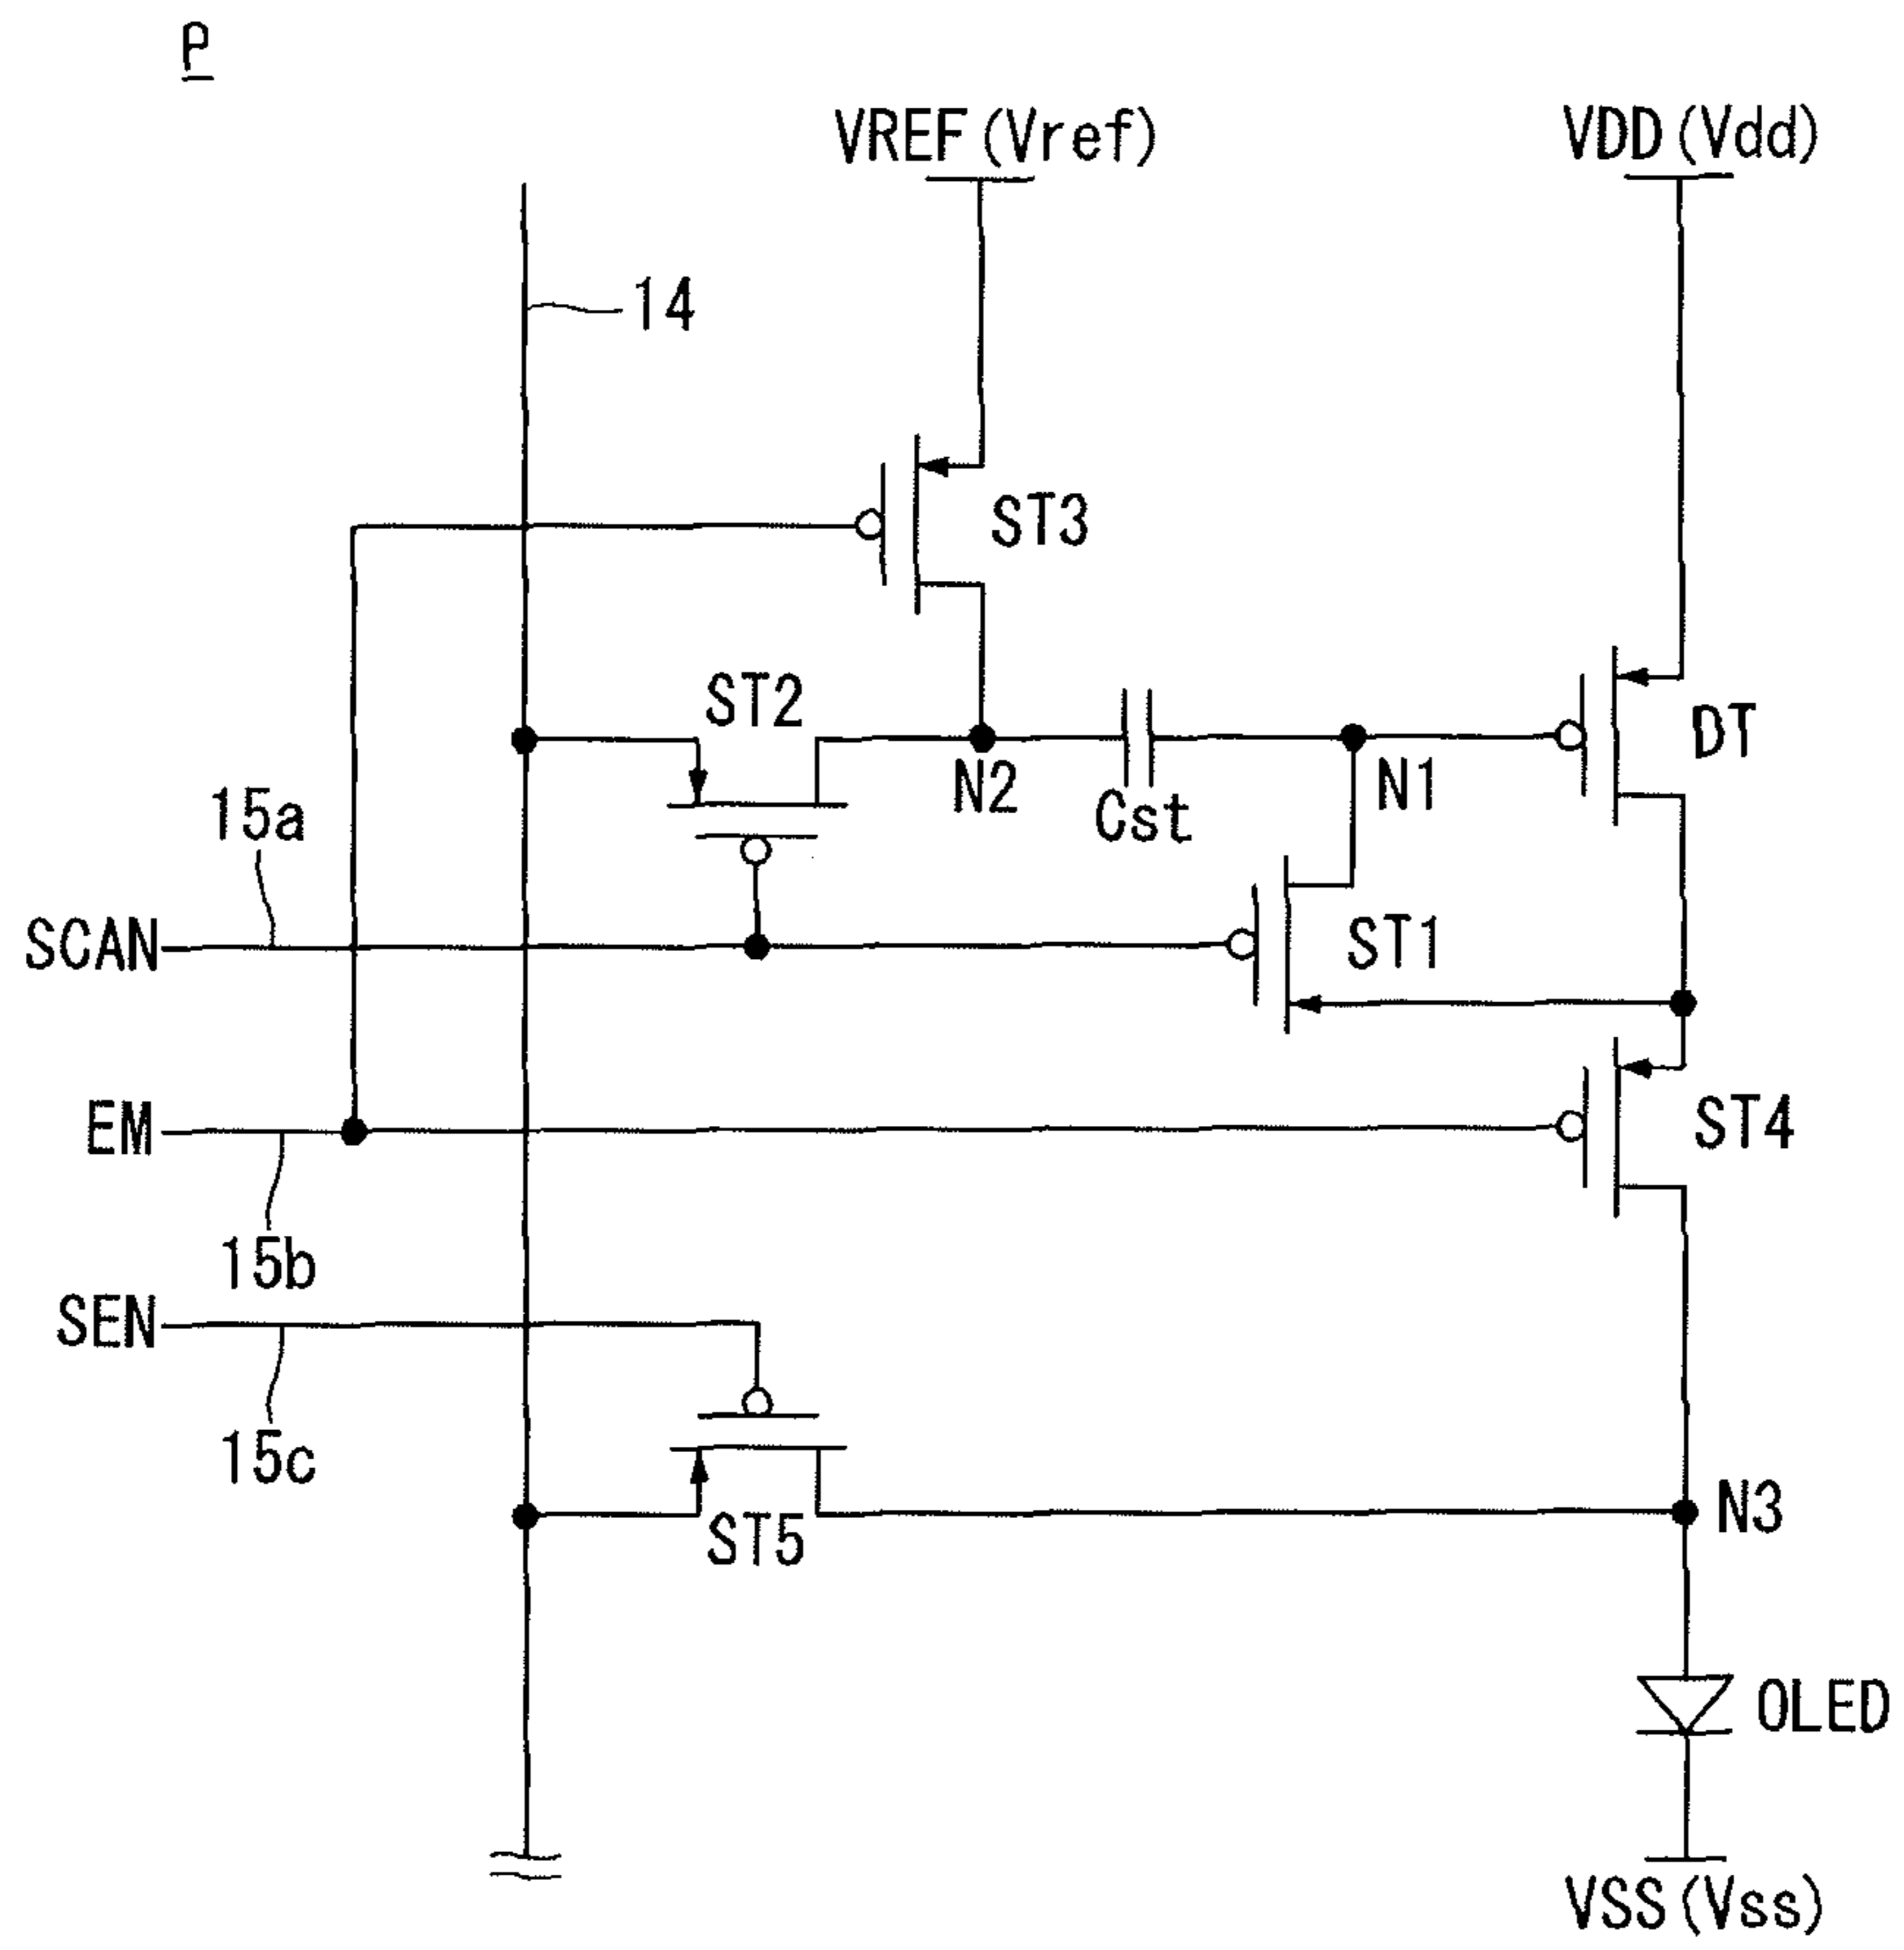 P
VREF(Vref)
VDD(Vdd)
14
ST3
ST2
DT
N2
N1
15a
Cst
SCAN
ST1
EM
ST4
15b
SEN
15c
ST5
N3
OLED
VSS(Vss)